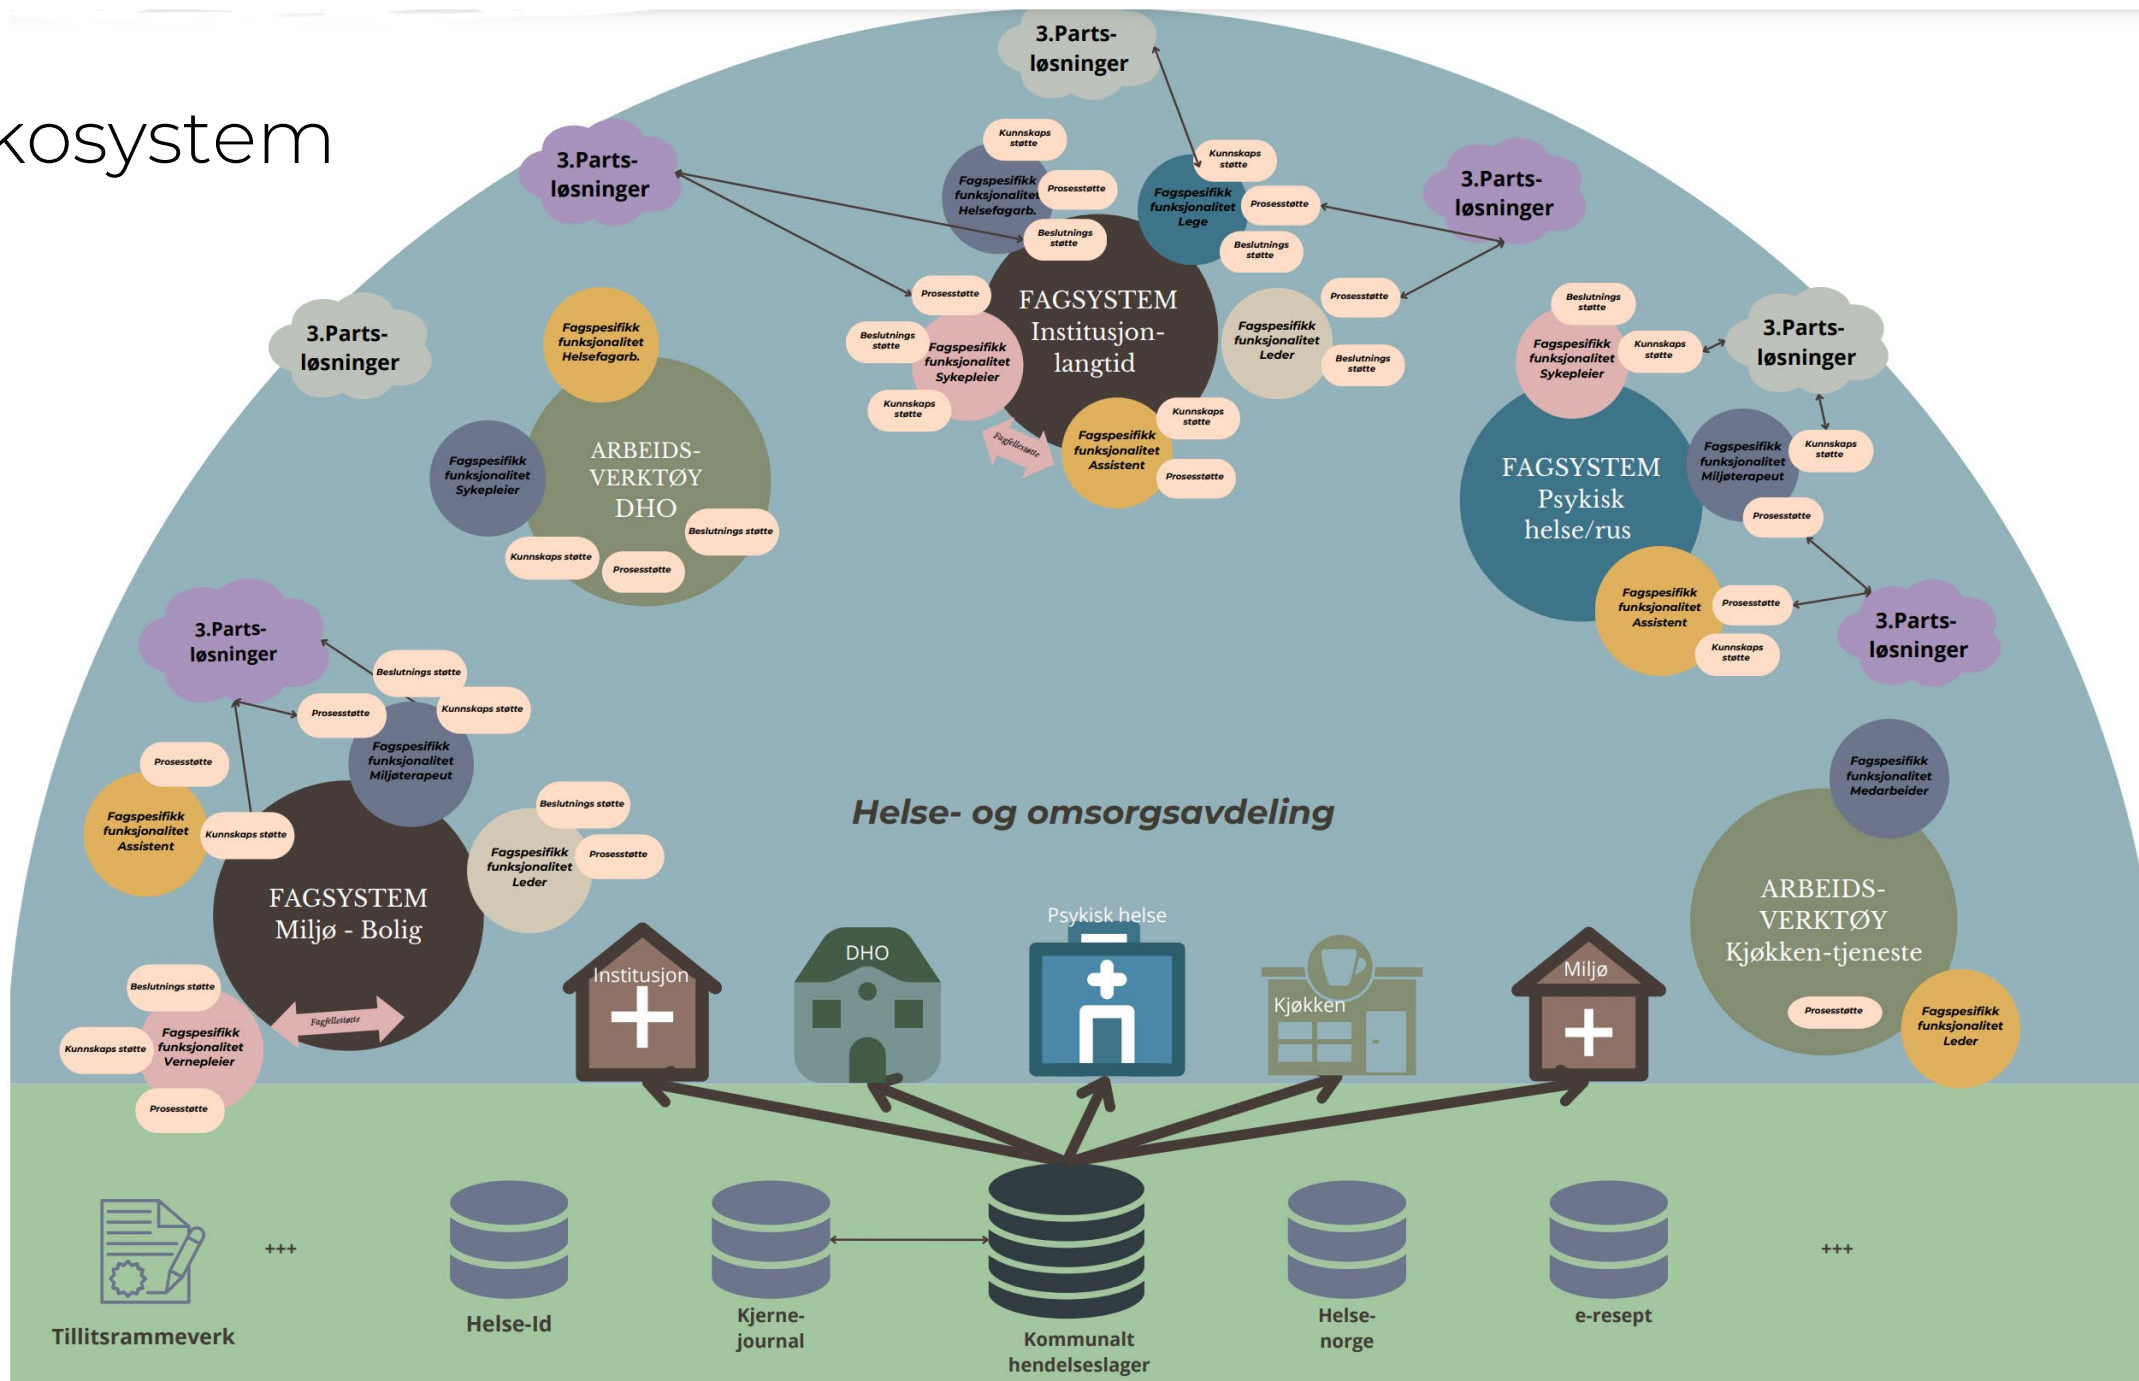 kosystem
3.Parts-
løsninger
3.Parts-
løsninger
3.Parts-
løsninger
3.Parts-
løsninger
3.Parts-
løsninger
3.Parts-
løsninger
3.Parts-
løsninger
Kunnskaps
støtte
Fagspesifikk
funksjonalitet
Helsefagarb.
Prosesstøtte
Beslutnings
støtte
Kunnskaps
støtte
Fagspesifikk
funksjonalitet
Lege
Prosesstøtte
Beslutnings
støtte
FAGSYSTEM
Institusjon-
langtid
Prosesstøtte
Beslutnings
støtte
Fagspesifikk
funksjonalitet
Sykepleier
Kunnskaps
støtte
Fagspesifikk
funksjonalitet
Leder
Prosesstøtte
Beslutnings
støtte
Fagfellestøtte
Fagspesifikk
funksjonalitet
Assistent
Kunnskaps
støtte
Prosesstøtte
Fagspesifikk
funksjonalitet
Helsefagarb.
Fagspesifikk
funksjonalitet
Sykepleier
ARBEIDS-
VERKTØY
DHO
Beslutnings støtte
Kunnskaps støtte
Prosesstøtte
Beslutnings
støtte
Fagspesifikk
funksjonalitet
Sykepleier
Kunnskaps
støtte
FAGSYSTEM
Psykisk
helse/rus
Fagspesifikk
funksjonalitet
Miljøterapeut
Kunnskaps
støtte
Prosesstøtte
Fagspesifikk
funksjonalitet
Assistent
Prosesstøtte
Kunnskaps
støtte
3.Parts-
løsninger
Beslutnings støtte
Prosesstøtte
Kunnskaps støtte
Fagspesifikk
funksjonalitet
Miljøterapeut
Prosesstøtte
Fagspesifikk
funksjonalitet
Assistent
Kunnskaps støtte
FAGSYSTEM
Miljø - Bolig
Beslutnings støtte
Fagspesifikk
funksjonalitet
Leder
Prosesstøtte
Beslutnings støtte
Kunnskaps støtte
Fagspesifikk
funksjonalitet
Vernepleier
Prosesstøtte
Fagfellestøtte
Helse- og omsorgsavdeling
Institusjon
DHO
Psykisk helse
Kjøkken
Miljø
Fagspesifikk
funksjonalitet
Medarbeider
ARBEIDS-
VERKTØY
Kjøkken-tjeneste
Prosesstøtte
Fagspesifikk
funksjonalitet
Leder
Tillitsrammeverk
+++
Helse-Id
Kjerne-
journal
Kommunalt
hendelseslager
Helse-
norge
e-resept
+++